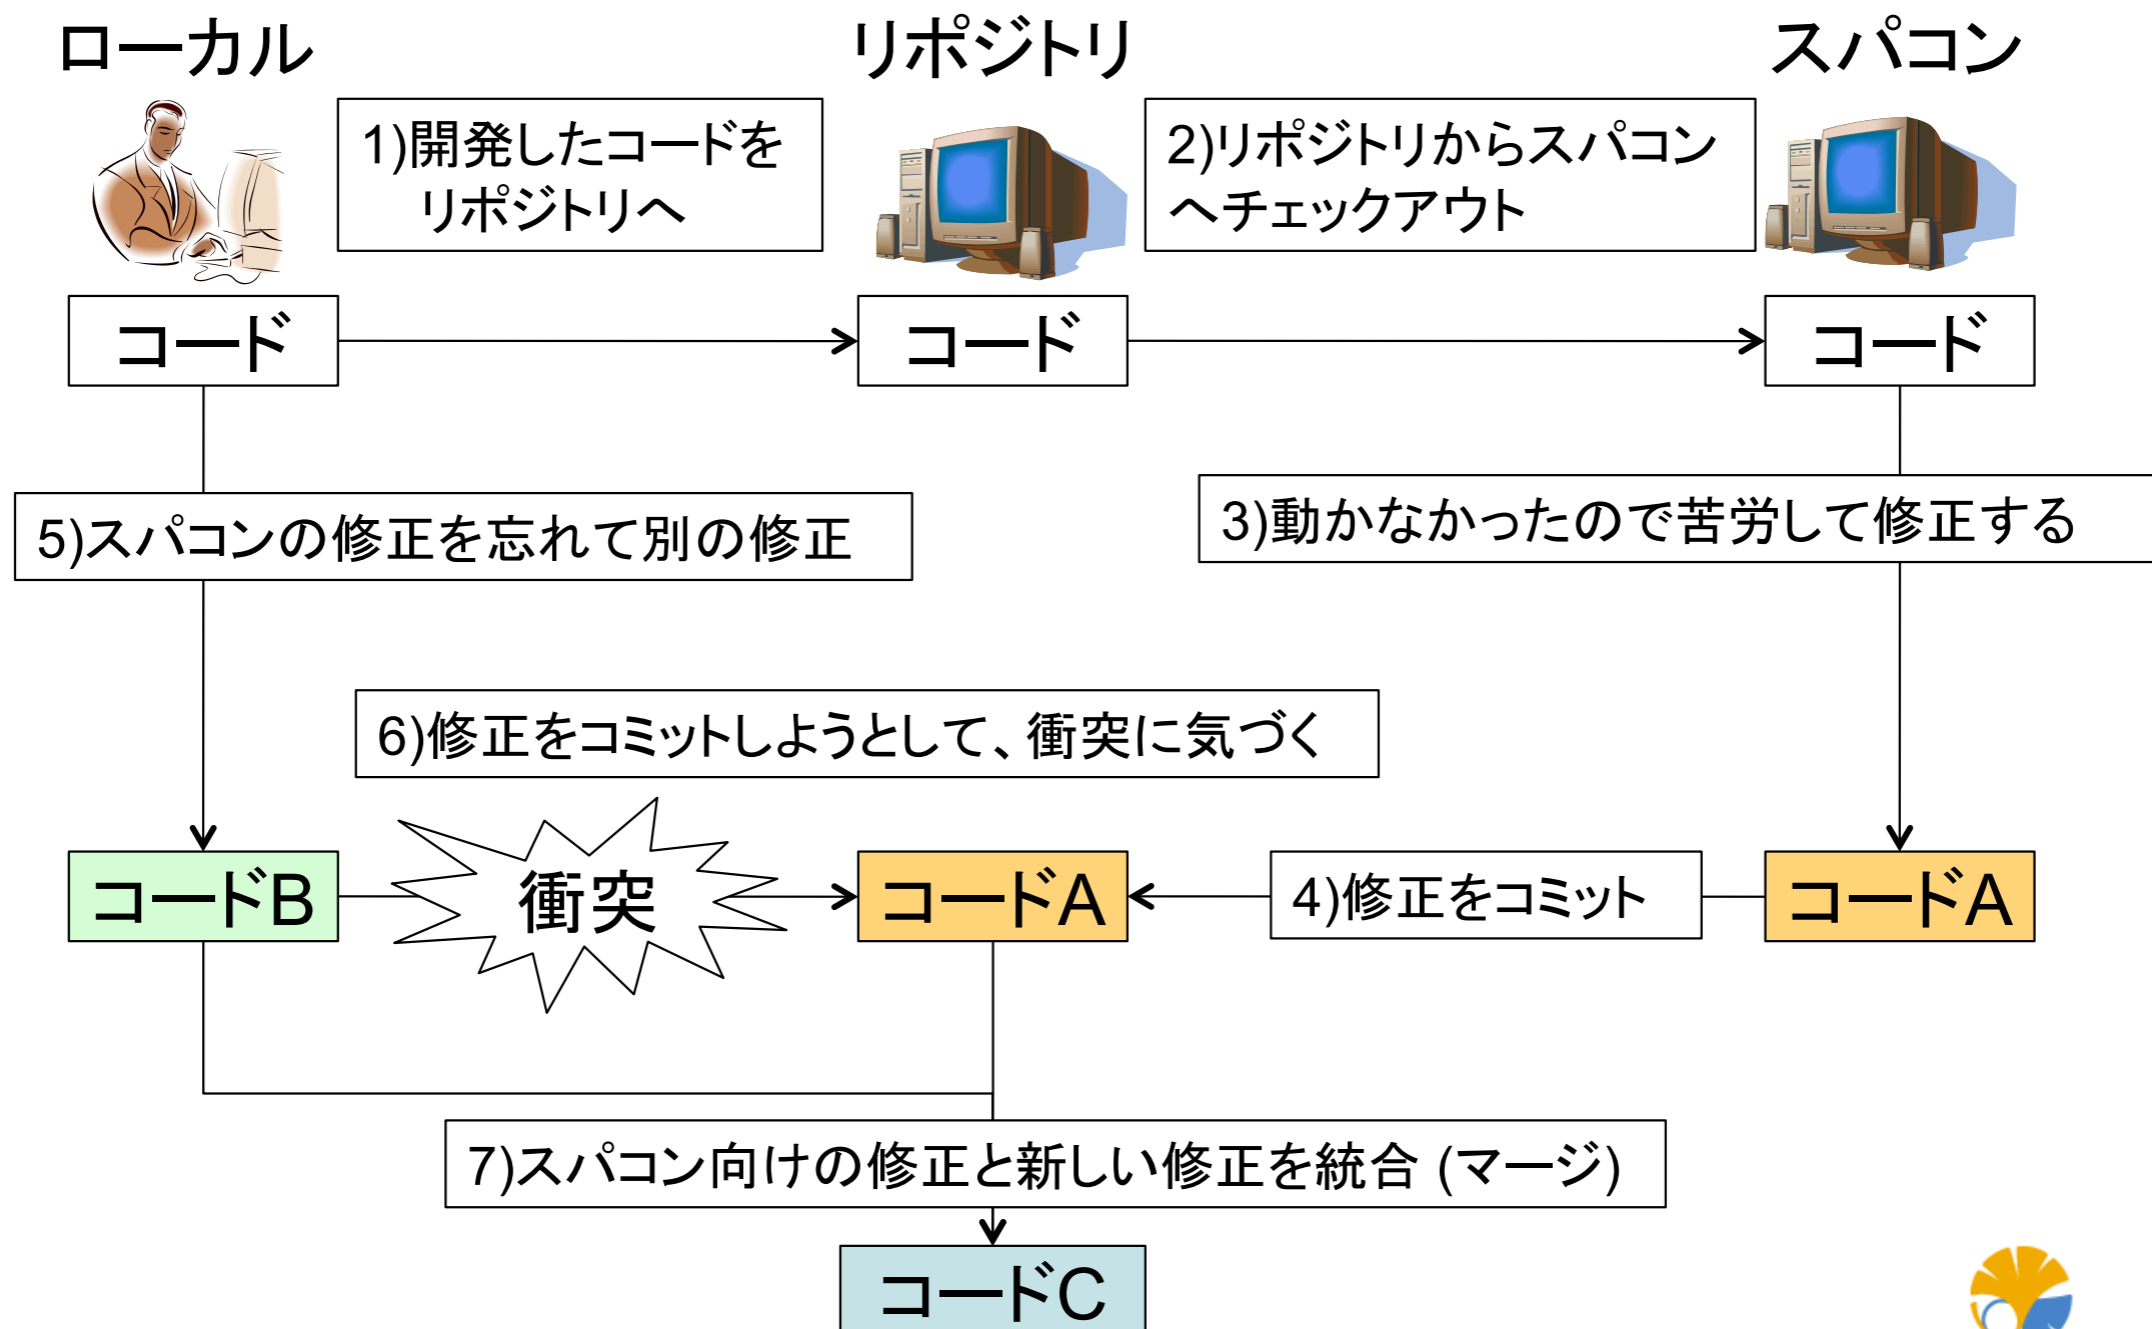 ローカル
リポジトリ
スパコン
1)開発したコードを
リポジトリへ
2)リポジトリからスパコン
へチェックアウト
コード
コード
コード
5)スパコンの修正を忘れて別の修正
3)動かなかったので苦労して修正する
6)修正をコミットしようとして、衝突に気づく
コードB
衝突
コードA
4)修正をコミット
コードA
7)スパコン向けの修正と新しい修正を統合 (マージ)
コードC